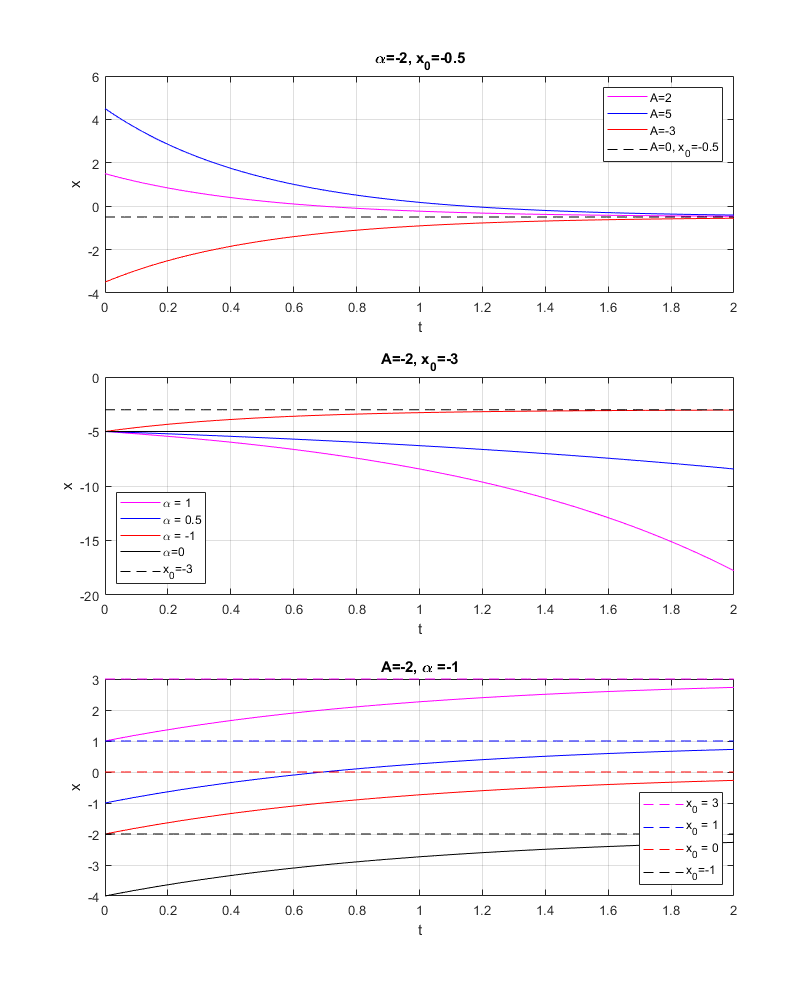 α=-2, x0=-0.5
6
4
2
0
-2
-4
x
0 0.2 0.4 0.6 0.8 1 1.2 1.4 1.6 1.8 2
t
A=2
A=5
A=-3
A=0, x0=-0.5
A=-2, x0=-3
0
-5
-10
-15
-20
x
0 0.2 0.4 0.6 0.8 1 1.2 1.4 1.6 1.8 2
t
α = 1
α = 0.5
α = -1
α=0
x0=-3
A=-2, α =-1
3
2
1
0
-1
-2
-3
-4
x
0 0.2 0.4 0.6 0.8 1 1.2 1.4 1.6 1.8 2
t
x0 = 3
x0 = 1
x0 = 0
x0=-1